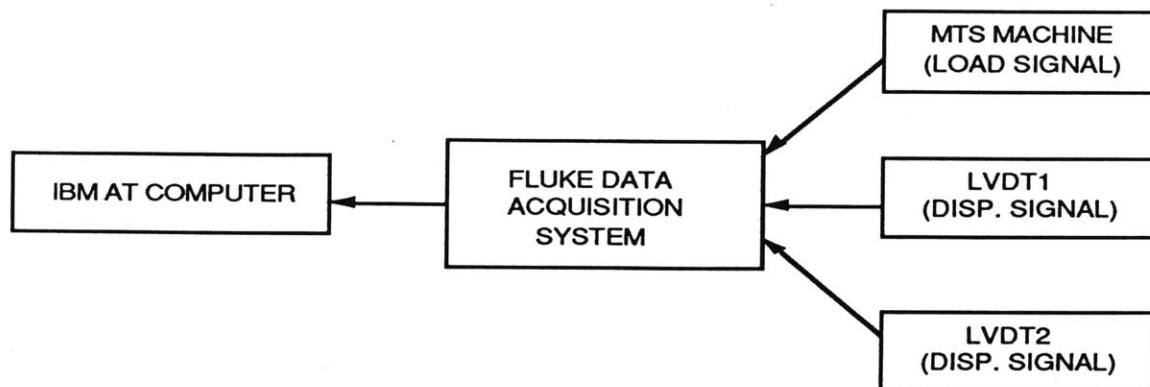 MTS MACHINE
(LOAD SIGNAL)
IBM AT COMPUTER
FLUKE DATA
ACQUISITION
SYSTEM
LVDT1
(DISP. SIGNAL)
LVDT2
(DISP. SIGNAL)